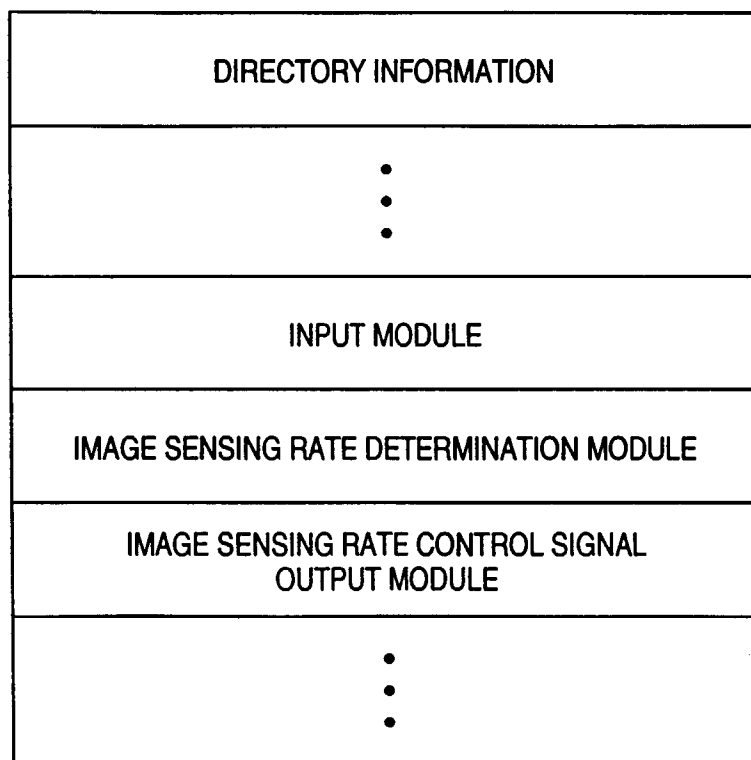 DIRECTORY INFORMATION
INPUT MODULE
IMAGE SENSING RATE DETERMINATION MODULE
IMAGE SENSING RATE CONTROL SIGNAL
OUTPUT MODULE